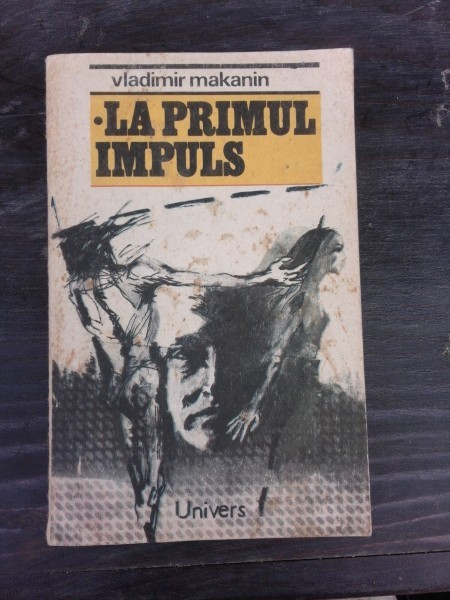 vladimir makanin
•LA PRIMUL
IMPULS
Univers